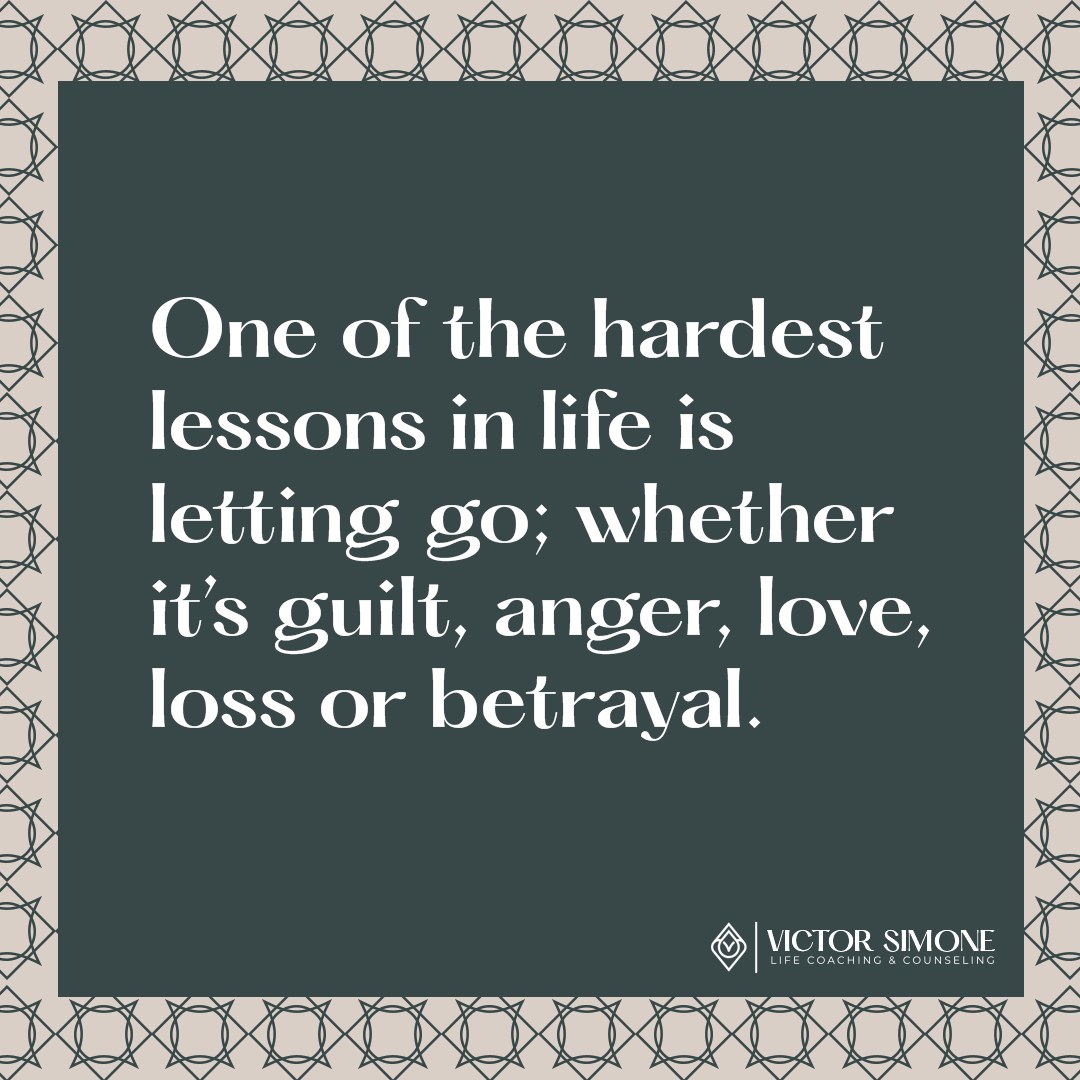 One of the hardest
lessons in life is
letting go; whether
it’s guilt, anger, love,
loss or betrayal.
VICTOR SIMONE
LIFE COACHING & COUNSELING